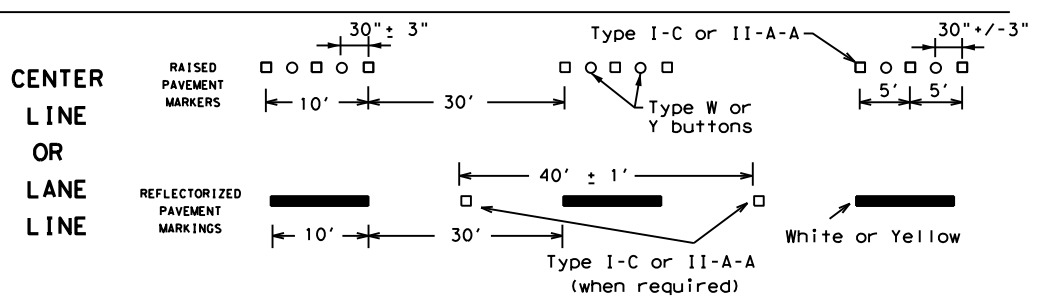 CENTER
LINE
OR
LANE
LINE
RAISED
PAVEMENT
MARKERS
30"± 3"
10'
30'
Type I-C or II-A-A
Type W or
Y buttons
30"+/-3"
5'
5'
REFLECTORIZED
PAVEMENT
MARKINGS
40' ± 1'
10'
30'
Type I-C or II-A-A
(when required)
White or Yellow